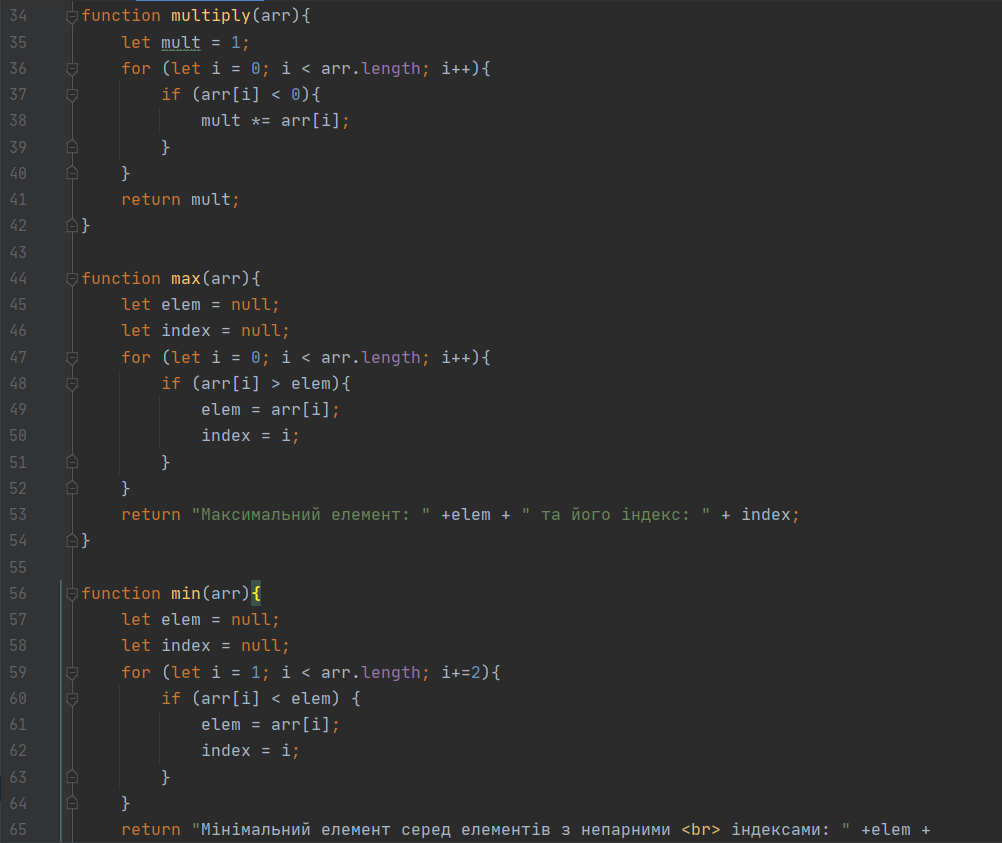 34 function multiply(arr){
35     let mult = 1;
36     for (let i = 0; i < arr.length; i++){
37         if (arr[i] < 0){
38             mult *= arr[i];
39         }
40     }
41     return mult;
42 }
43
44 function max(arr){
45     let elem = null;
46     let index = null;
47     for (let i = 0; i < arr.length; i++){
48         if (arr[i] > elem){
49             elem = arr[i];
50             index = i;
51         }
52     }
53     return "Максимальний елемент: " +elem + " та його індекс: " + index;
54 }
55
56 function min(arr){
57     let elem = null;
58     let index = null;
59     for (let i = 1; i < arr.length; i+=2){
60         if (arr[i] < elem) {
61             elem = arr[i];
62             index = i;
63         }
64     }
65     return "Мінімальний елемент серед елементів з непарними <br> індексами: " +elem +